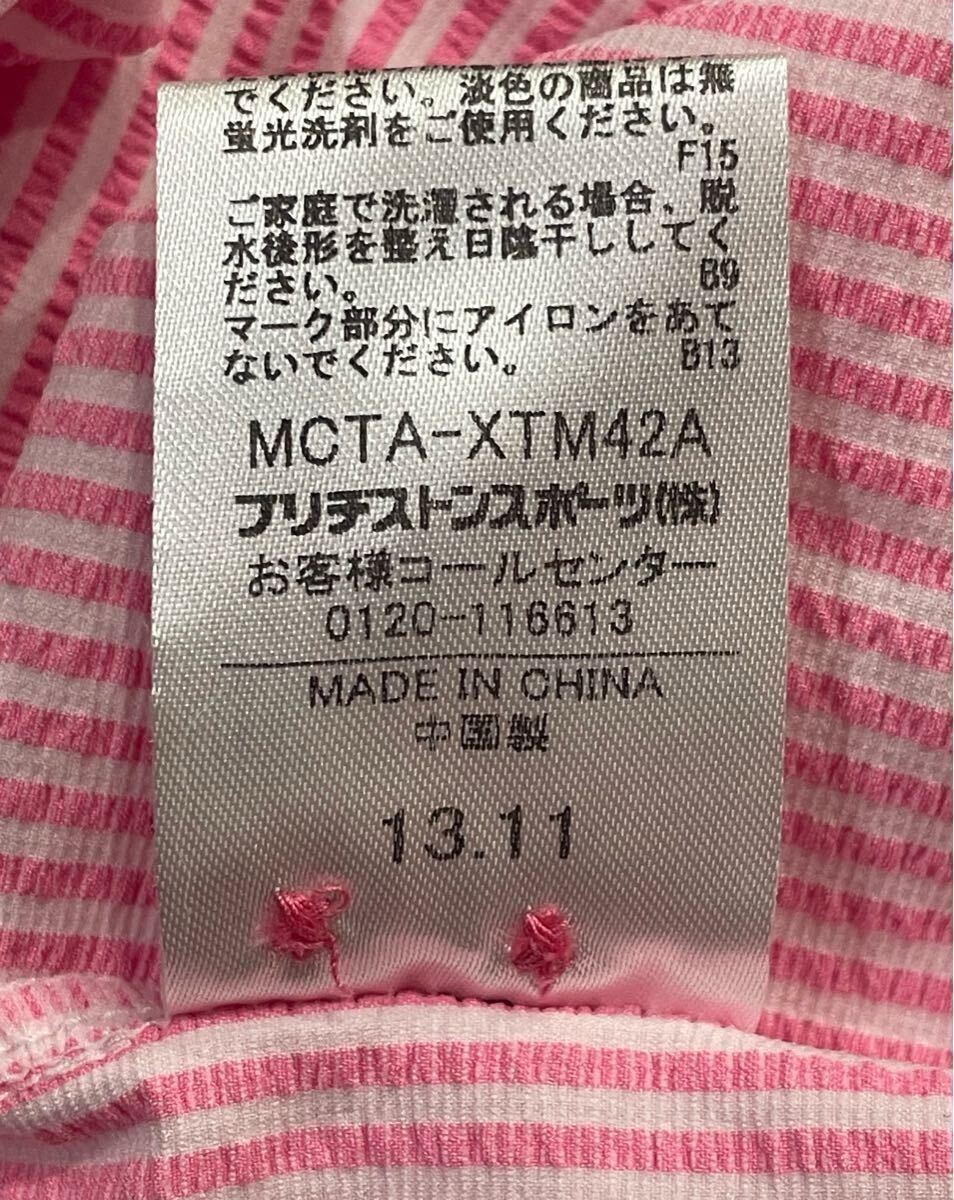 でください。淡色の商品は無
蛍光洗剤をご使用ください。
F15
ご家庭で洗濯される場合、脱
水後形を整え日陰干ししてく
ださい。 B9
マーク部分にアイロンをあて
ないでください。 B13
MCTA-XTM42A
ブリヂストンスポーツ(株)
お客様コールセンター
0120-116613
MADE IN CHINA
中国製
13.11